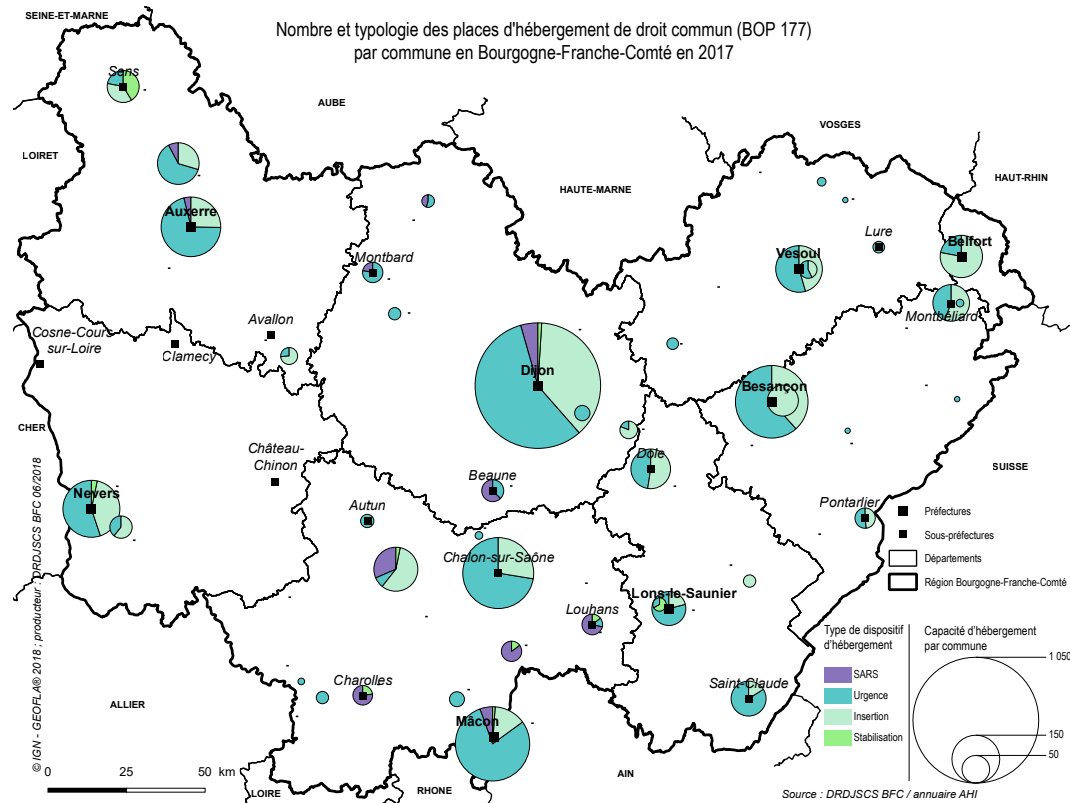 Nombre et typologie des places d'hébergement de droit commun (BOP 177)
par commune en Bourgogne-Franche-Comté en 2017
SEINE-ET-MARNE
Sens
AUBE
VOSGES
LOIRET
HAUT-RHIN
HAUTE-MARNE
Auxerre
Lure
Belfort
Vesoul
Montbard
Montbéliard
Avallon
Cosne-Cours
sur-Loire
Clamecy
Dijon
Besançon
CHER
Château-
Chinon
Dôle
SUISSE
Beaune
Nevers
Autun
Pontarlier
Chalon-sur-Saône
Lons-le-Saunier
Louhans
Charolles
Saint-Claude
ALLIER
Mâcon
AIN
LOIRE
RHONE
© IGN - GEOFLA® 2018 ; producteur : DRDJSCS BFC 06/2018
0 25 50 km
Préfectures
Sous-préfectures
Départements
Région Bourgogne-Franche-Comté
Type de dispositif
d'hébergement
SARS
Urgence
Insertion
Stabilisation
Capacité d'hébergement
par commune
1 050
150
50
Source : DRDJSCS BFC / annuaire AHI